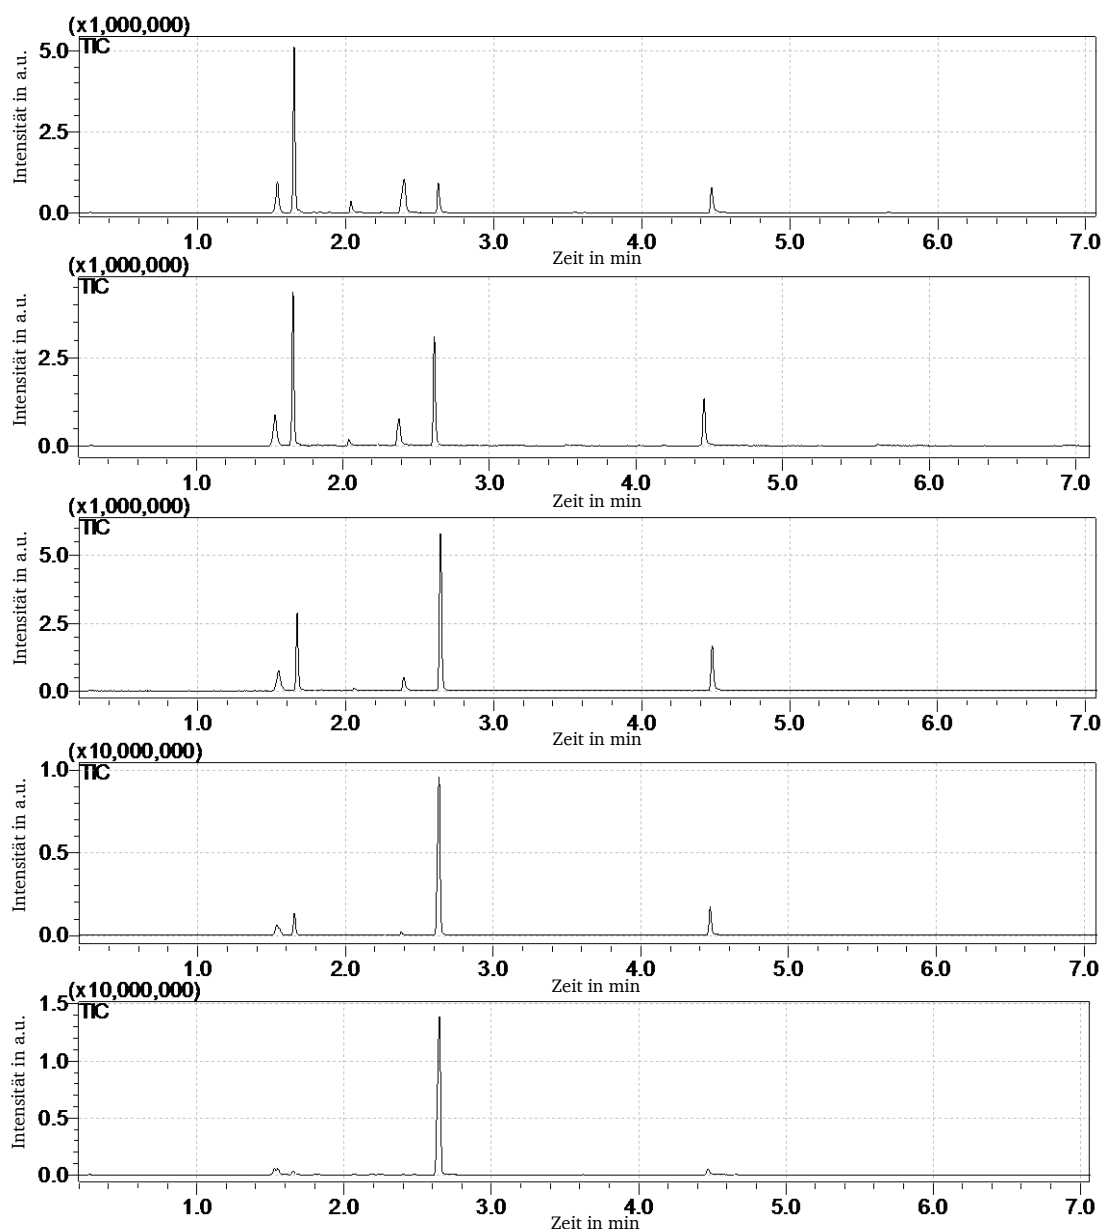 (x1,000,000)
TIC
5.0
2.5
0.0
Intensität in a.u.
1.0 2.0 3.0 4.0 5.0 6.0 7.0
Zeit in min
(x1,000,000)
TIC
2.5
0.0
Intensität in a.u.
1.0 2.0 3.0 4.0 5.0 6.0 7.0
Zeit in min
(x1,000,000)
TIC
5.0
2.5
0.0
Intensität in a.u.
1.0 2.0 3.0 4.0 5.0 6.0 7.0
Zeit in min
(x10,000,000)
TIC
1.0
0.5
0.0
Intensität in a.u.
1.0 2.0 3.0 4.0 5.0 6.0 7.0
Zeit in min
(x10,000,000)
TIC
1.5
1.0
0.5
0.0
Intensität in a.u.
1.0 2.0 3.0 4.0 5.0 6.0 7.0
Zeit in min